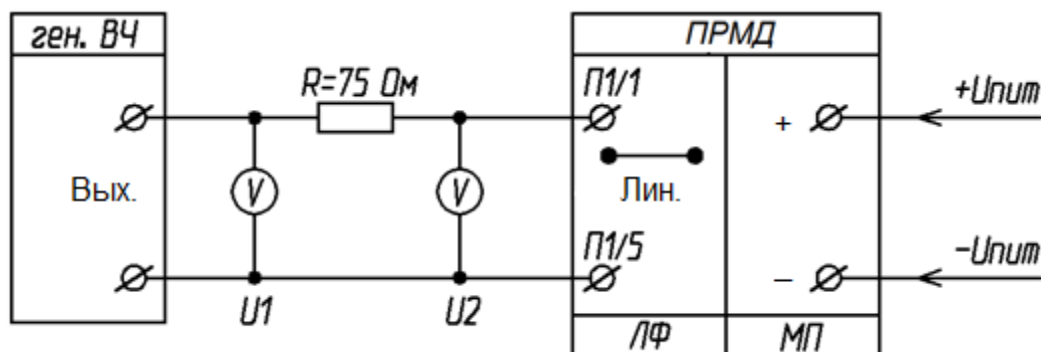 ген. ВЧ
Вых.
R=75 Ом
V
V
U1
U2
ПРМД
П1/1
Лин.
П1/5
+
–
ЛФ
МП
+Uпит
-Uпит